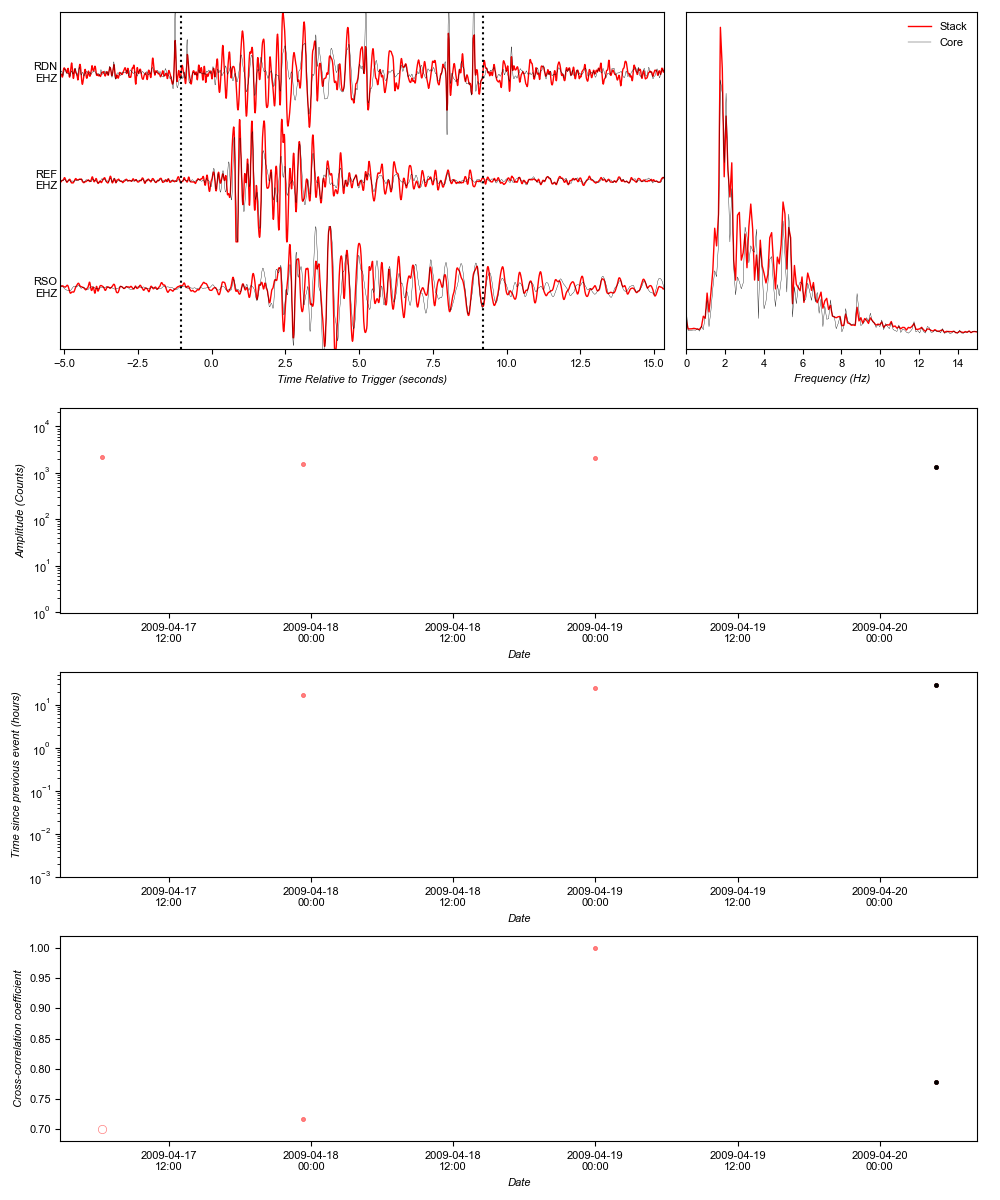 RDN
EHZ
REF
EHZ
RSO
EHZ
−5.0 −2.5 0.0 2.5 5.0 7.5 10.0 12.5 15.0
Time Relative to Trigger (seconds)
Stack
Core
0 2 4 6 8 10 12 14
Frequency (Hz)
10⁴
10³
10²
10¹
10⁰
Amplitude (Counts)
2009-04-17 2009-04-18 2009-04-18 2009-04-19 2009-04-19 2009-04-20
12:00 00:00 12:00 00:00 12:00 00:00
Date
10¹
10⁰
10⁻¹
10⁻²
10⁻³
Time since previous event (hours)
2009-04-17 2009-04-18 2009-04-18 2009-04-19 2009-04-19 2009-04-20
12:00 00:00 12:00 00:00 12:00 00:00
Date
1.00
0.95
0.90
0.85
0.80
0.75
0.70
Cross-correlation coefficient
2009-04-17 2009-04-18 2009-04-18 2009-04-19 2009-04-19 2009-04-20
12:00 00:00 12:00 00:00 12:00 00:00
Date